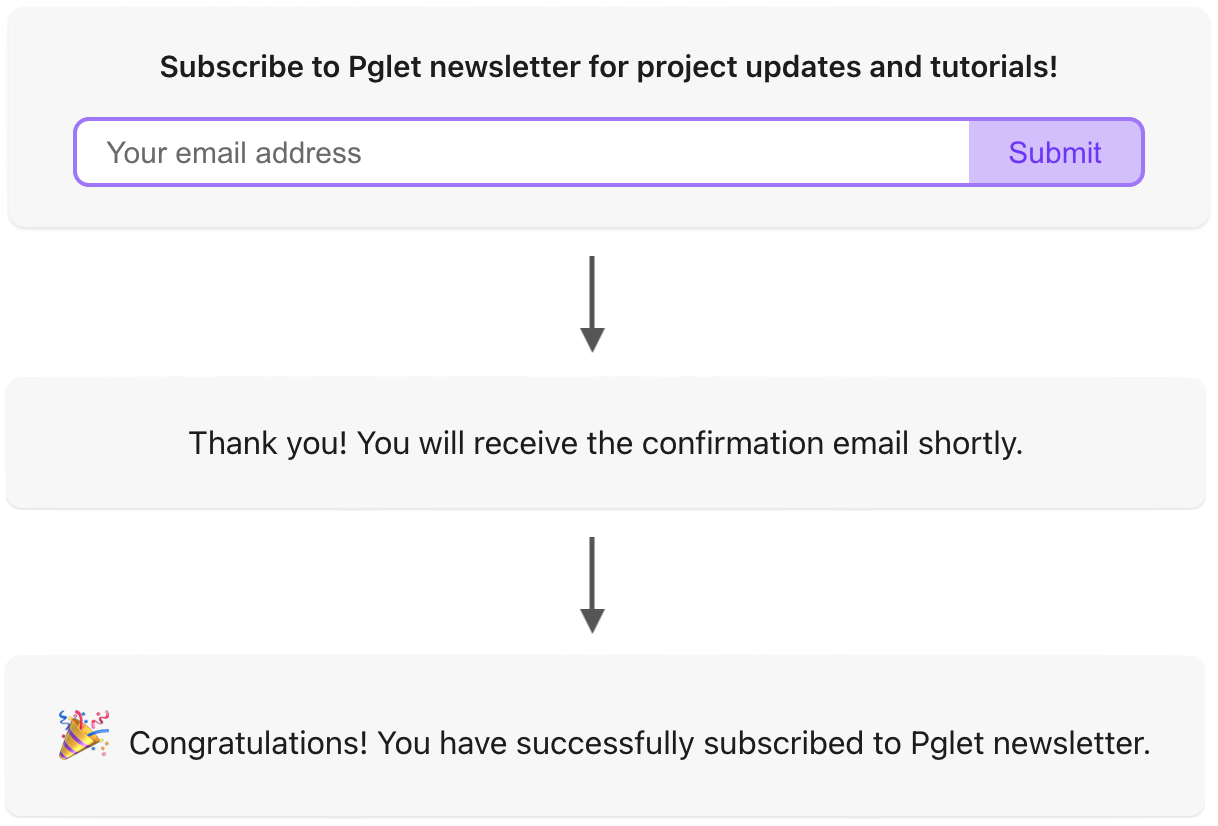 Subscribe to Pglet newsletter for project updates and tutorials!
Your email address
Submit
Thank you! You will receive the confirmation email shortly.
Congratulations! You have successfully subscribed to Pglet newsletter.